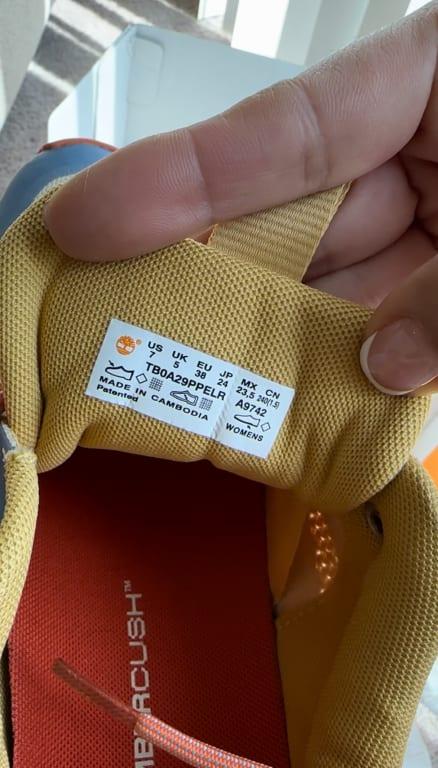 US UK EU JP MX CN
7 5 38 24 23,5 240(1.5)
TB0A29PPELR A9742
MADE IN CAMBODIA
Patented
WOMENS
MBERCUSH™